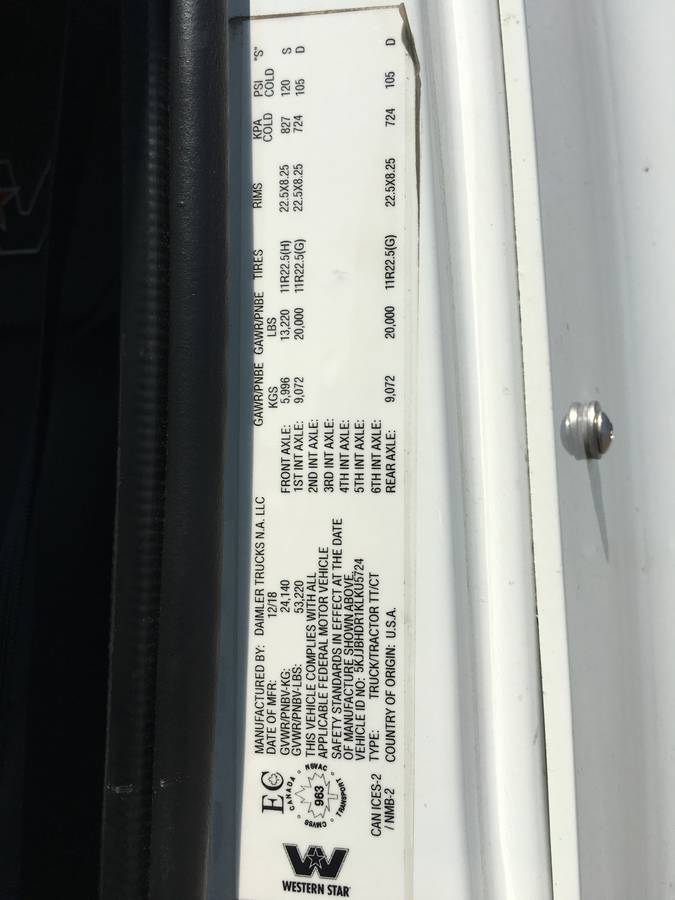 WESTERN STAR
EC
CANADA
NSVAC
963
CMVSS
TRANSPORT
CAN ICES-2
/ NMB-2
MANUFACTURED BY: DAIMLER TRUCKS N.A. LLC
DATE OF MFR: 12/18
GVWR/PNBV-KG: 24,140
GVWR/PNBV-LBS: 53,220
THIS VEHICLE COMPLIES WITH ALL
APPLICABLE FEDERAL MOTOR VEHICLE
SAFETY STANDARDS IN EFFECT AT THE DATE
OF MANUFACTURE SHOWN ABOVE.
VEHICLE ID NO: 5KJJBHDR1KLKU5724
TYPE: TRUCK/TRACTOR TT/CT
COUNTRY OF ORIGIN: U.S.A.
GAWR/PNBE GAWR/PNBE TIRES RIMS KPA PSI "S"
KGS LBS COLD COLD
FRONT AXLE: 5,996 13,220 11R22.5(H) 22.5X8.25 827 120 S
1ST INT AXLE: 9,072 20,000 11R22.5(G) 22.5X8.25 724 105 D
2ND INT AXLE:
3RD INT AXLE:
4TH INT AXLE:
5TH INT AXLE:
6TH INT AXLE:
REAR AXLE: 9,072 20,000 11R22.5(G) 22.5X8.25 724 105 D